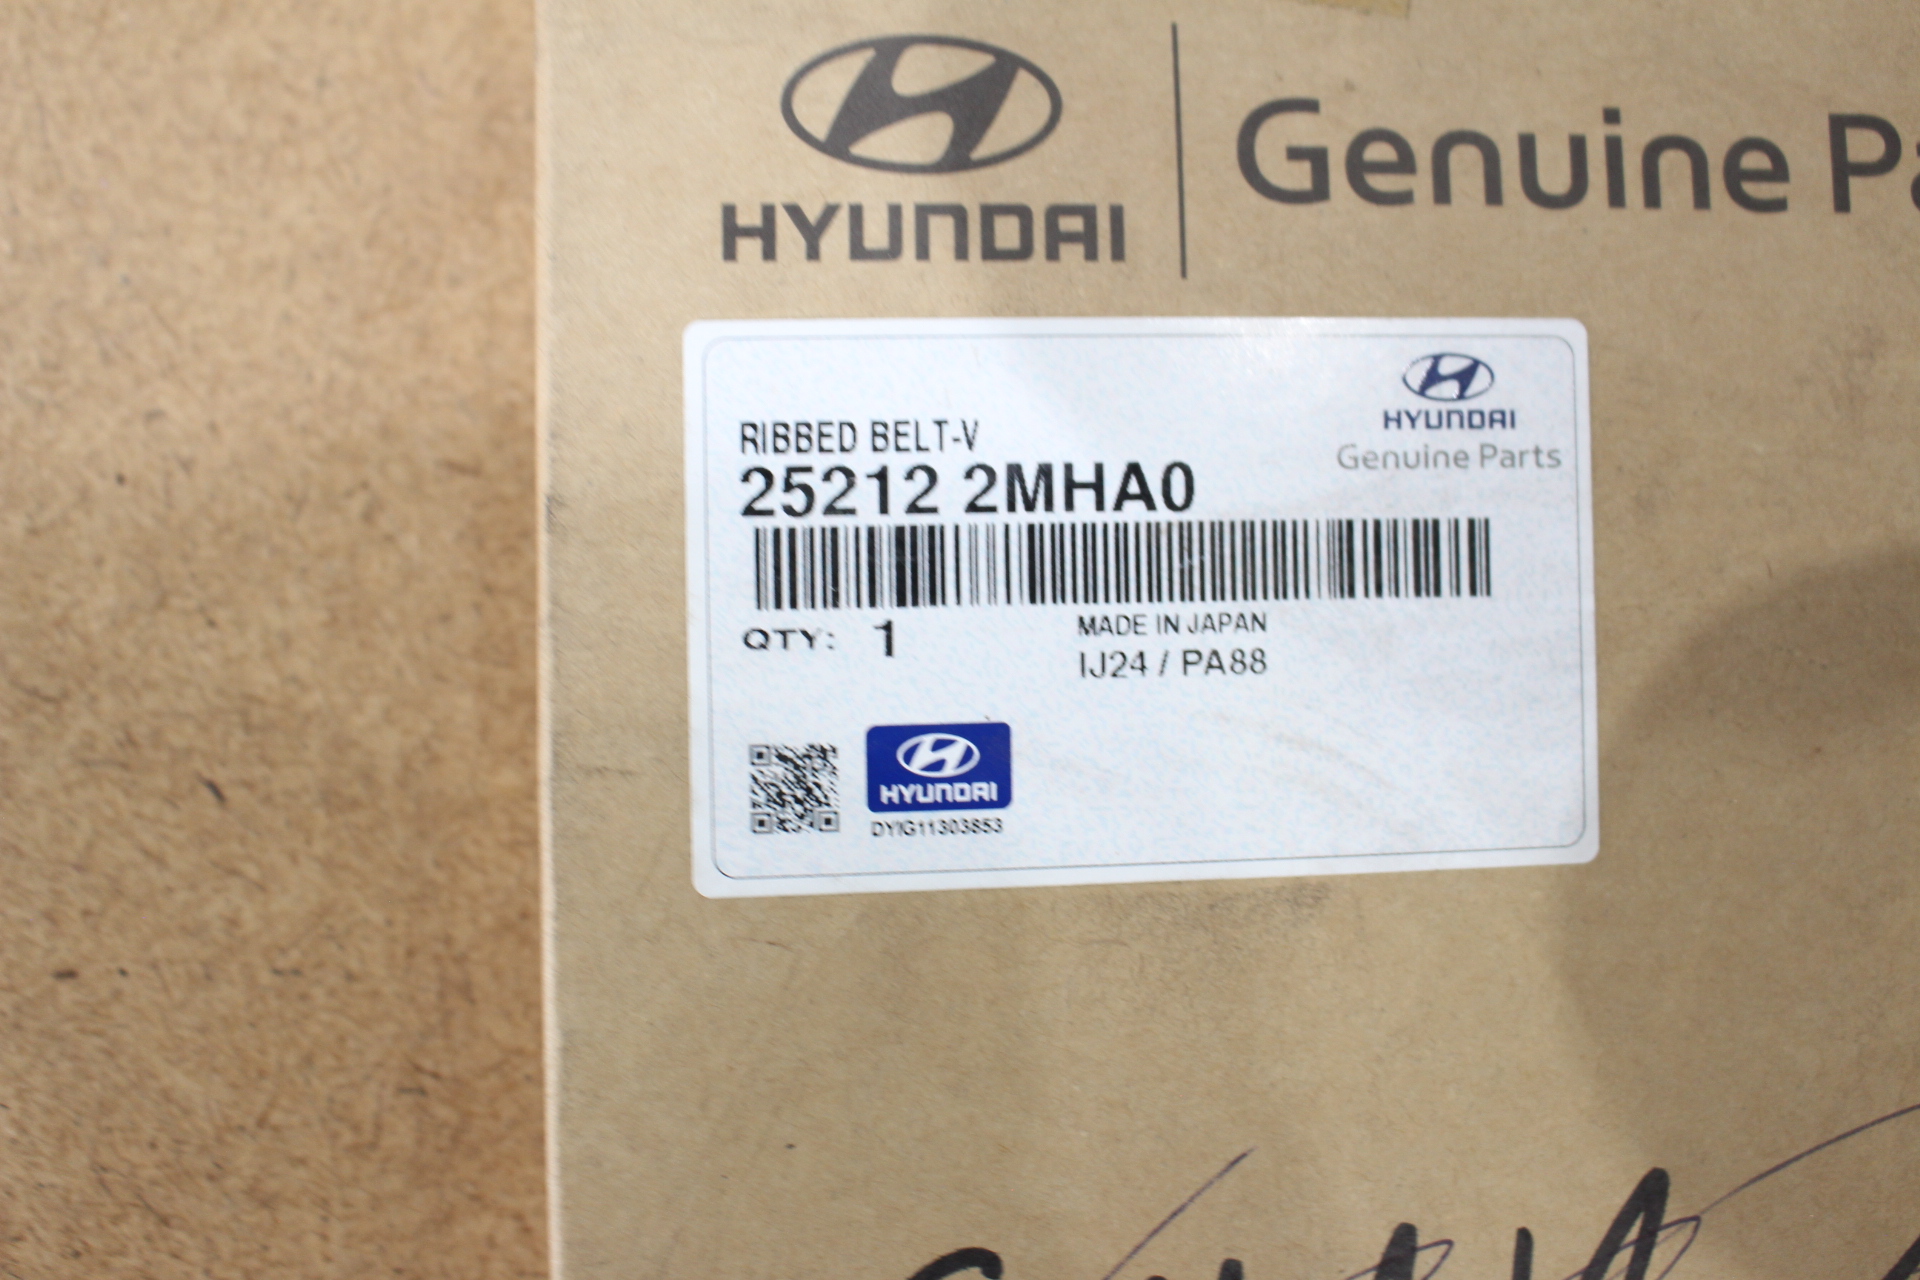 HYUNDAI
Genuine Pa
HYUNDAI
Genuine Parts
RIBBED BELT-V
25212 2MHA0
QTY: 1
MADE IN JAPAN
IJ24 / PA88
HYUNDAI
DYIG11303853